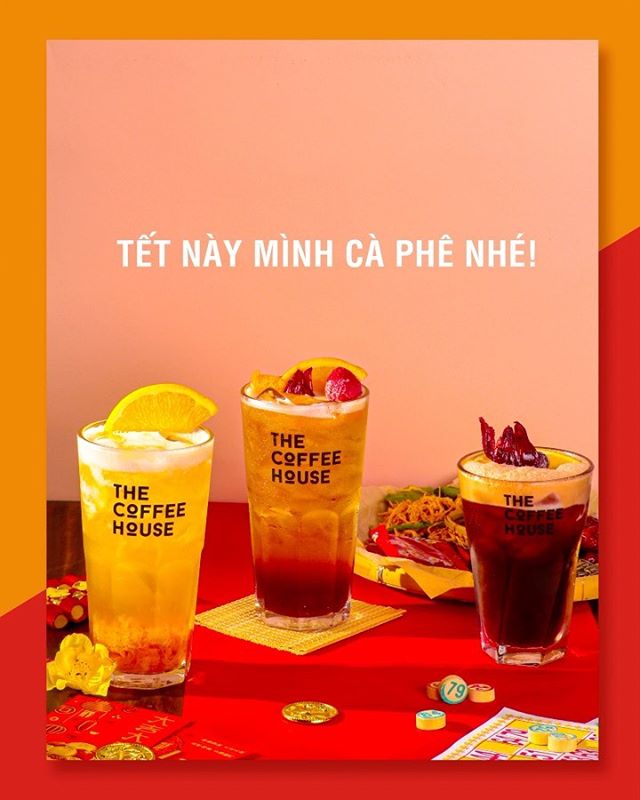 TẾT NÀY MÌNH CÀ PHÊ NHÉ!
THE
COFFEE
HOUSE
THE
COFFEE
HOUSE
THE
COFFEE
HOUSE
79